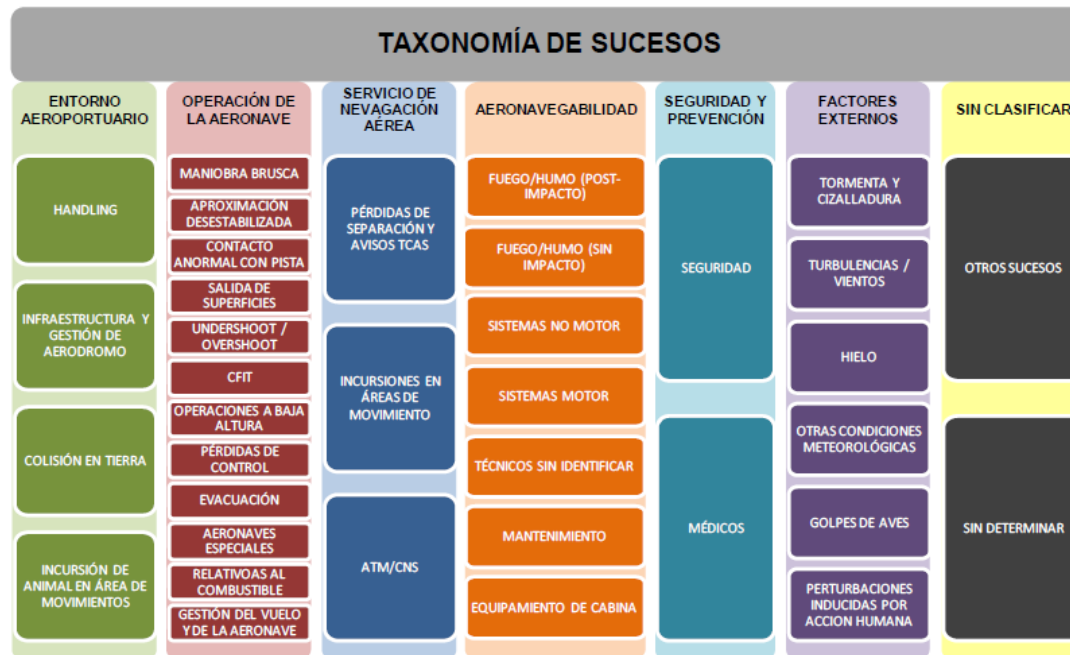 TAXONOMÍA DE SUCESOS
ENTORNO
AEROPORTUARIO
HANDLING
INFRAESTRUCTURA Y
GESTIÓN DE
AERODROMO
COLISIÓN EN TIERRA
INCURSIÓN DE
ANIMAL EN ÁREA DE
MOVIMIENTOS
OPERACIÓN DE
LA AERONAVE
MANIOBRA BRUSCA
APROXIMACIÓN
DESESTABILIZADA
CONTACTO
ANORMAL CON PISTA
SALIDA DE
SUPERFICIES
UNDERSHOOT /
OVERSHOOT
CFIT
OPERACIONES A BAJA
ALTURA
PÉRDIDAS DE
CONTROL
EVACUACIÓN
AERONAVES
ESPECIALES
RELATIVOAS AL
COMBUSTIBLE
GESTIÓN DEL VUELO
Y DE LA AERONAVE
SERVICIO DE
NEVAGACIÓN
AÉREA
PÉRDIDAS DE
SEPARACIÓN Y
AVISOS TCAS
INCURSIONES EN
ÁREAS DE
MOVIMIENTO
ATM/CNS
AERONAVEGABILIDAD
FUEGO/HUMO (POST-
IMPACTO)
FUEGO/HUMO (SIN
IMPACTO)
SISTEMAS NO MOTOR
SISTEMAS MOTOR
TÉCNICOS SIN IDENTIFICAR
MANTENIMIENTO
EQUIPAMIENTO DE CABINA
SEGURIDAD Y
PREVENCIÓN
SEGURIDAD
MÉDICOS
FACTORES
EXTERNOS
TORMENTA Y
CIZALLADURA
TURBULENCIAS /
VIENTOS
HIELO
OTRAS CONDICIONES
METEOROLÓGICAS
GOLPES DE AVES
PERTURBACIONES
INDUCIDAS POR
ACCION HUMANA
SIN CLASIFICAR
OTROS SUCESOS
SIN DETERMINAR